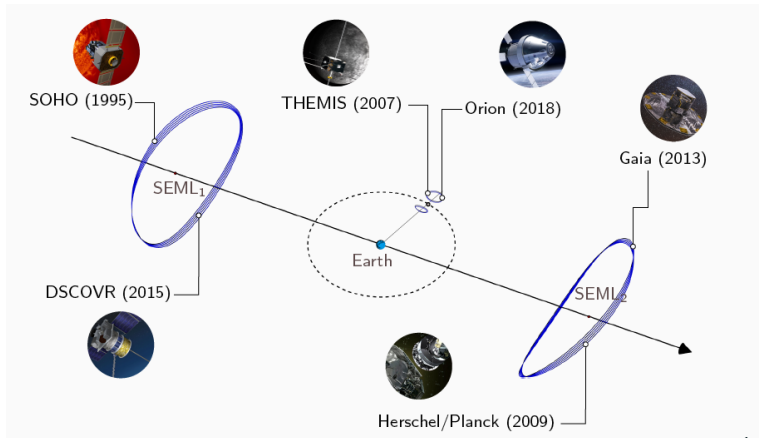 SOHO (1995)
THEMIS (2007)
Orion (2018)
Gaia (2013)
SEML₁
Earth
DSCOVR (2015)
SEML₂
Herschel/Planck (2009)